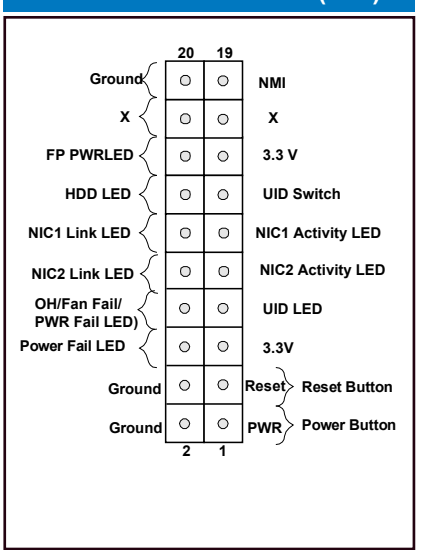 20 19
Ground NMI
X X
FP PWRLED 3.3 V
HDD LED UID Switch
NIC1 Link LED NIC1 Activity LED
NIC2 Link LED NIC2 Activity LED
OH/Fan Fail/
PWR Fail LED) UID LED
Power Fail LED 3.3V
Ground Reset Reset Button
Ground PWR Power Button
2 1